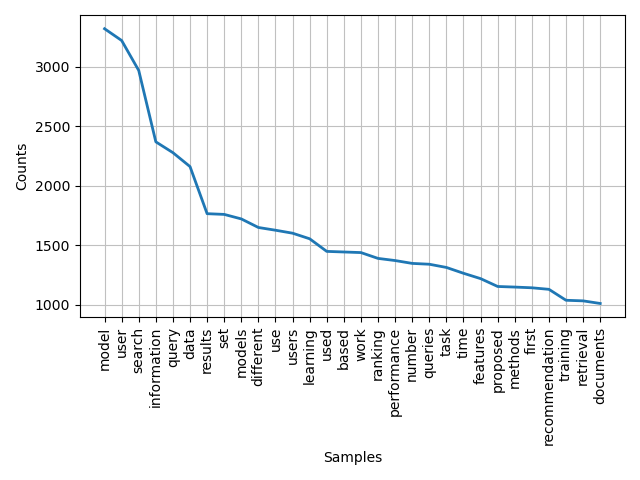 3000
2500
2000
1500
1000
Counts
model
user
search
information
query
data
results
set
models
different
use
users
learning
used
based
work
ranking
performance
number
queries
task
time
features
proposed
methods
first
recommendation
training
retrieval
documents
Samples